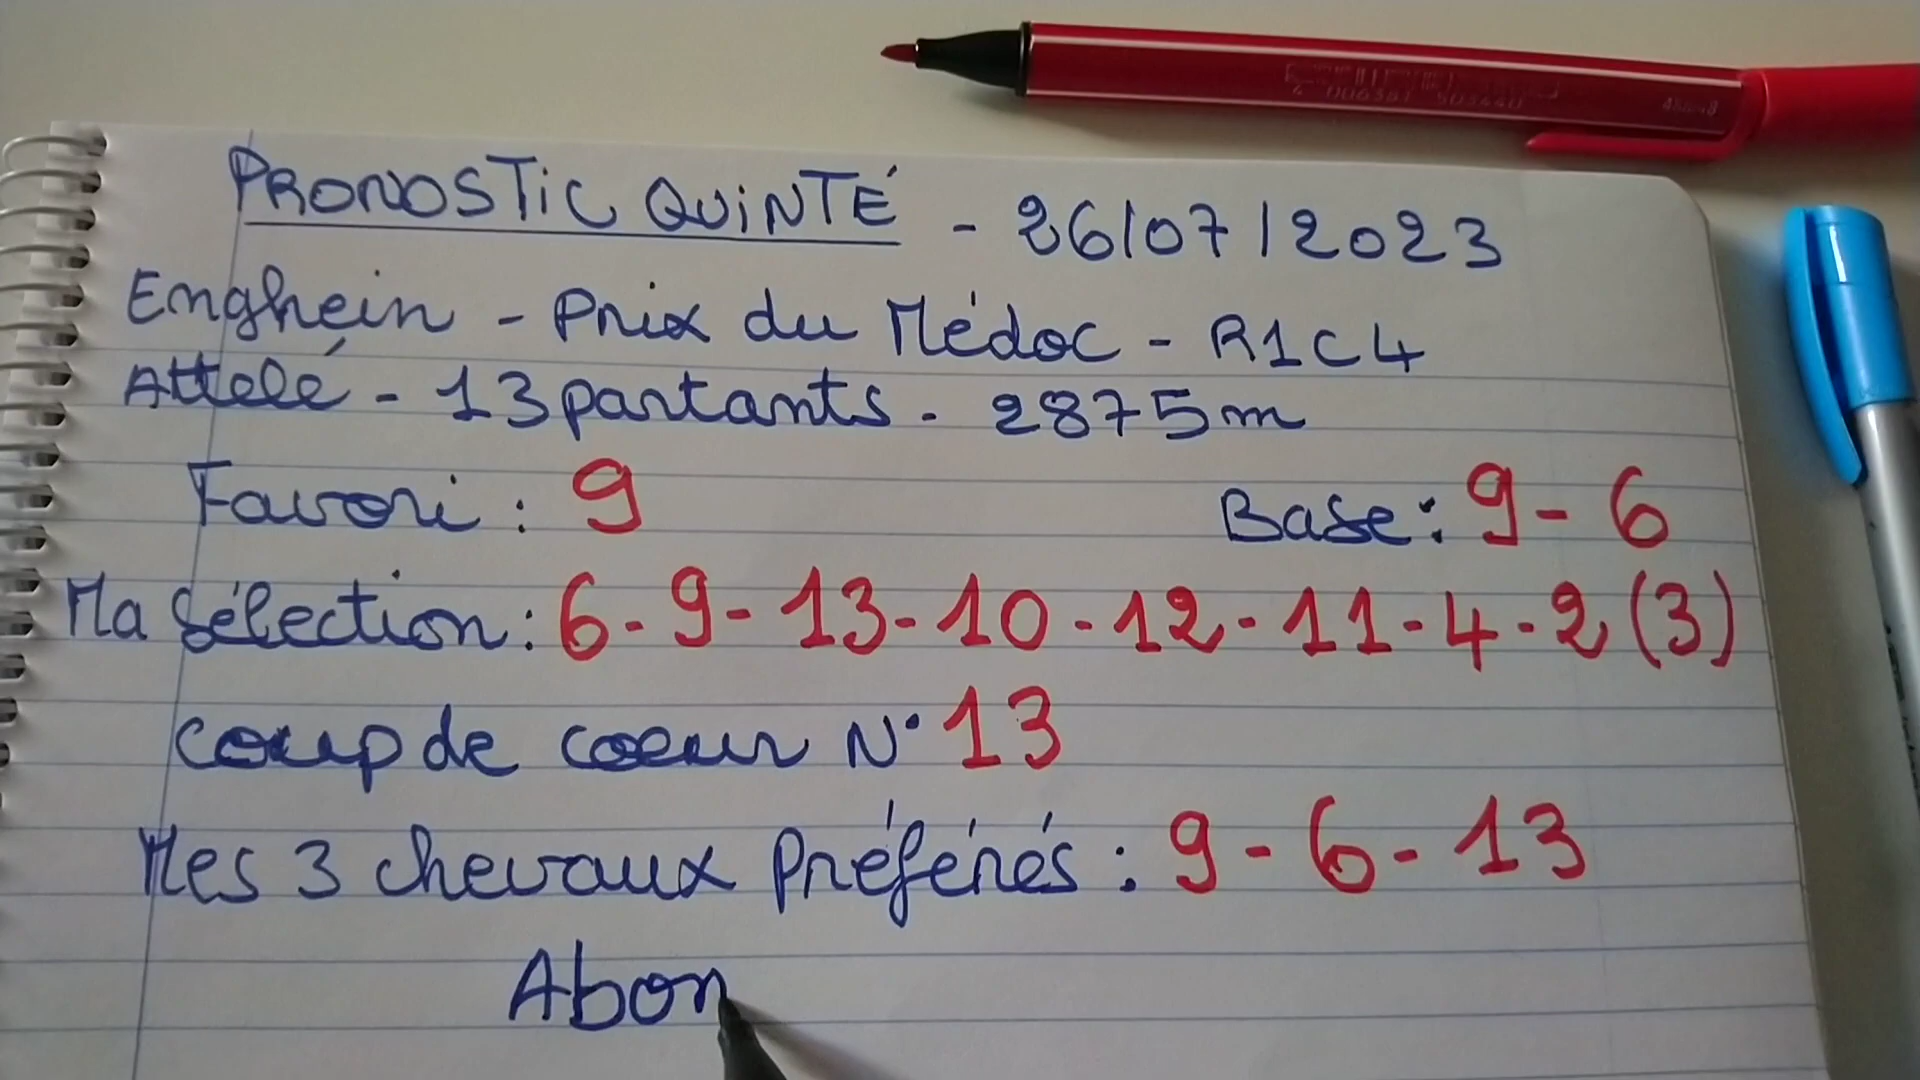 PRONOSTIC QUINTÉ - 26/07/2023
Enghein - Prix du Médoc - R1C4
Attelé - 13 partants - 2875m
Favori : 9 Base : 9 - 6
Ma Sélection : 6 - 9 - 13 - 10 - 12 - 11 - 4 - 2 (3)
coup de coeur N° 13
Mes 3 chevaux Préférés : 9 - 6 - 13
Abon